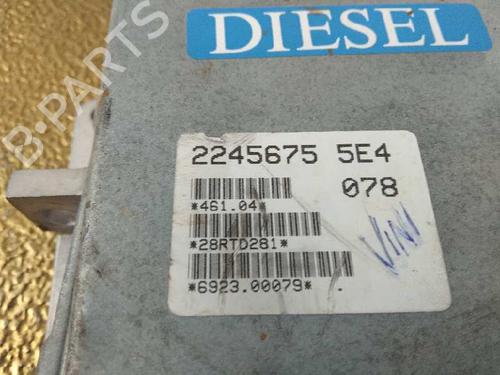 DIESEL
B-PARTS
2245675 5E4
078
*461.04*
*28RTD281*
*6923.00079*